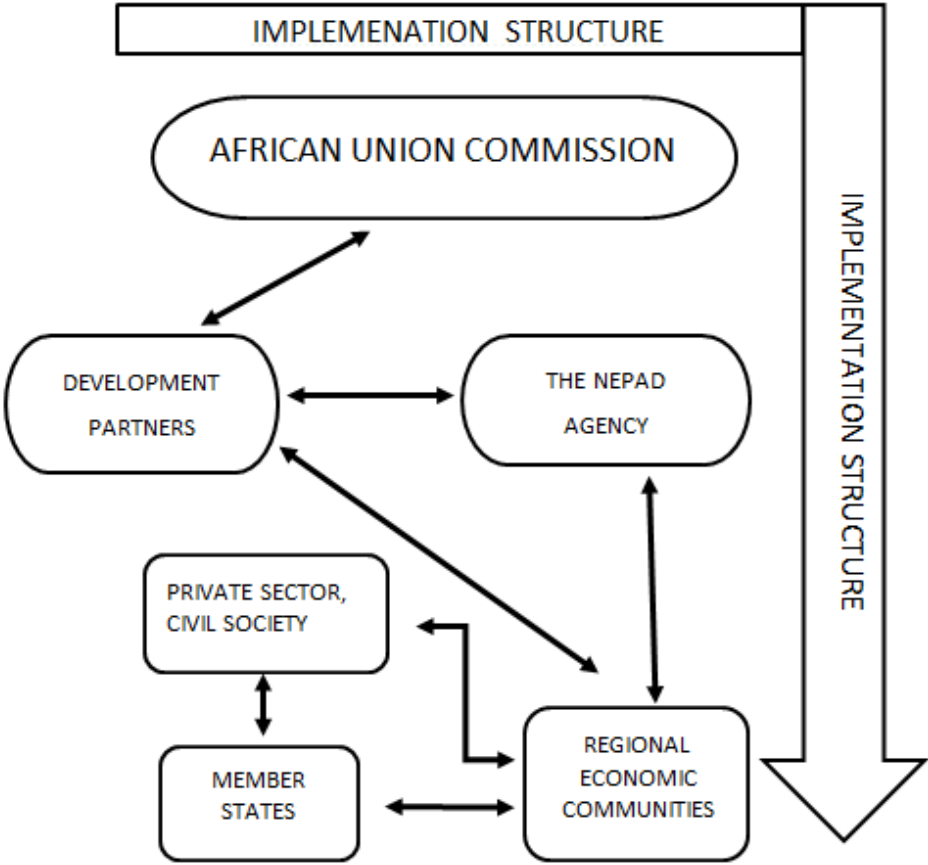 IMPLEMENATION STRUCTURE
AFRICAN UNION COMMISSION
IMPLEMENTATION STRUCTURE
DEVELOPMENT
PARTNERS
THE NEPAD
AGENCY
PRIVATE SECTOR,
CIVIL SOCIETY
REGIONAL
ECONOMIC
COMMUNITIES
MEMBER
STATES